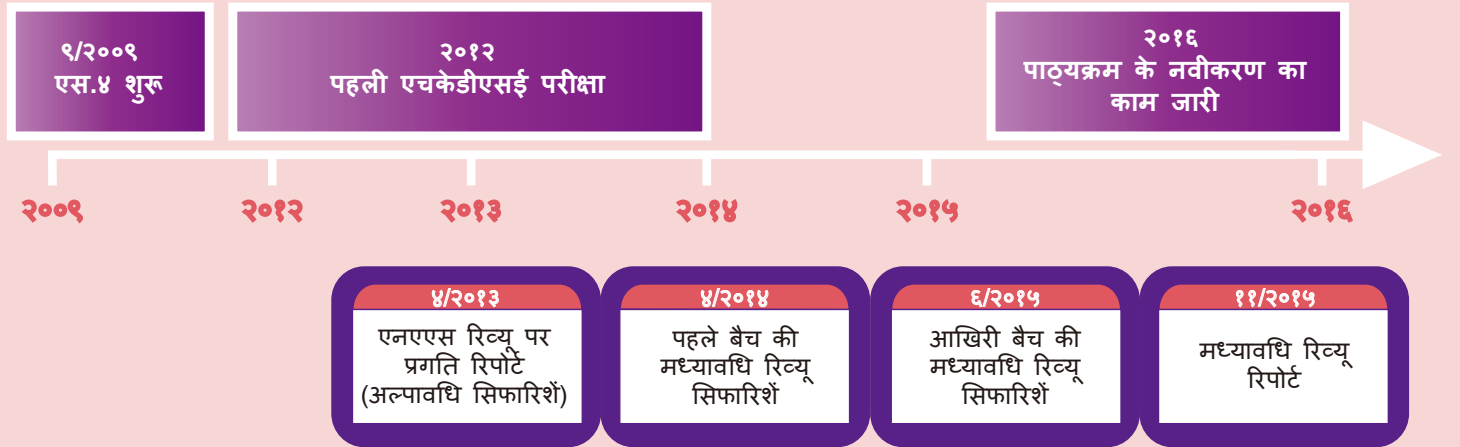 ९/२००९
एस.४ शुरू
२०१२
पहली एचकेडीएसई परीक्षा
२०१६
पाठ्यक्रम के नवीकरण का
काम जारी
२००९
२०१२
२०१३
२०१४
२०१५
२०१६
४/२०१३
एनएएस रिव्यू पर
प्रगति रिपोर्ट
(अल्पावधि सिफारिशें)
४/२०१४
पहले बैच की
मध्यावधि रिव्यू
सिफारिशें
६/२०१५
आखिरी बैच की
मध्यावधि रिव्यू
सिफारिशें
११/२०१५
मध्यावधि रिव्यू
रिपोर्ट